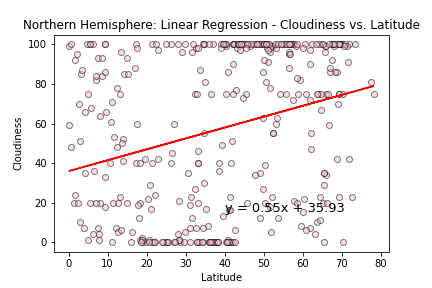 Northern Hemisphere: Linear Regression - Cloudiness vs. Latitude
100
80
60
40
20
0
Cloudiness
y = 0.55x + 35.93
0 10 20 30 40 50 60 70 80
Latitude